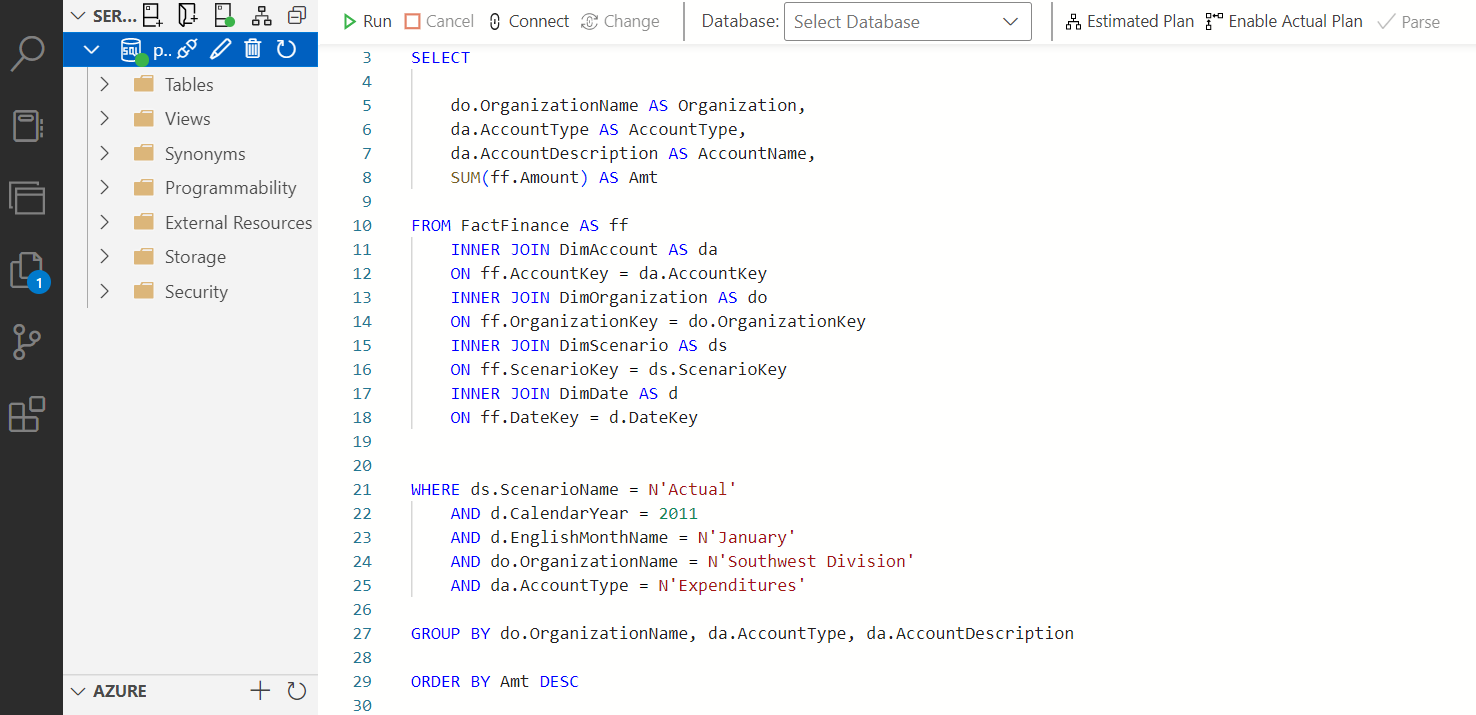 SER...
Run Cancel Connect Change Database: Select Database Estimated Plan Enable Actual Plan Parse
SQL p..
Tables
Views
Synonyms
Programmability
External Resources
Storage
Security
1
AZURE
3 SELECT
4
5 do.OrganizationName AS Organization,
6 da.AccountType AS AccountType,
7 da.AccountDescription AS AccountName,
8 SUM(ff.Amount) AS Amt
9
10 FROM FactFinance AS ff
11 INNER JOIN DimAccount AS da
12 ON ff.AccountKey = da.AccountKey
13 INNER JOIN DimOrganization AS do
14 ON ff.OrganizationKey = do.OrganizationKey
15 INNER JOIN DimScenario AS ds
16 ON ff.ScenarioKey = ds.ScenarioKey
17 INNER JOIN DimDate AS d
18 ON ff.DateKey = d.DateKey
19
20
21 WHERE ds.ScenarioName = N'Actual'
22 AND d.CalendarYear = 2011
23 AND d.EnglishMonthName = N'January'
24 AND do.OrganizationName = N'Southwest Division'
25 AND da.AccountType = N'Expenditures'
26
27 GROUP BY do.OrganizationName, da.AccountType, da.AccountDescription
28
29 ORDER BY Amt DESC
30